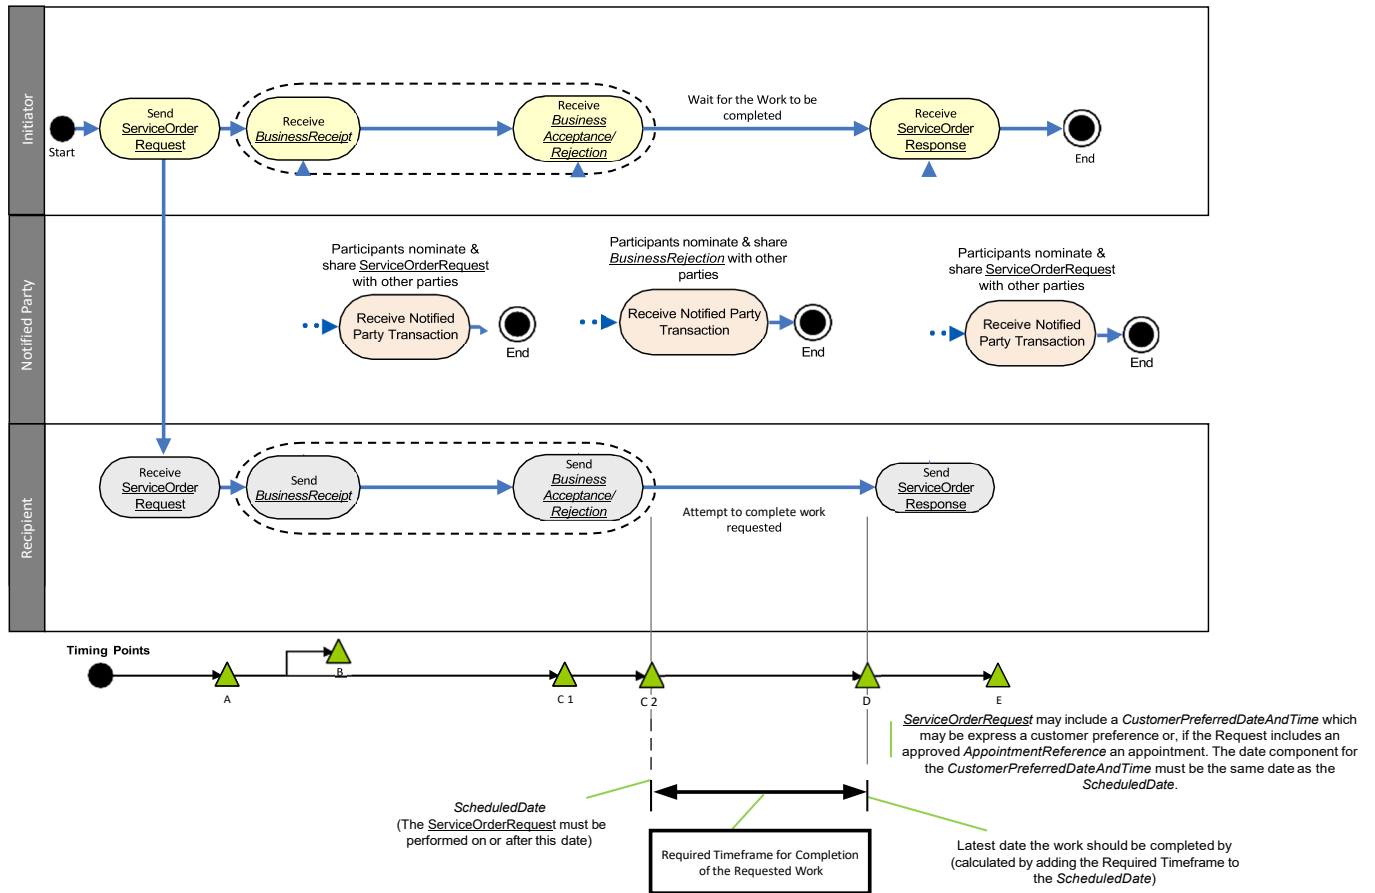 Initiator
Start
Send
ServiceOrder
Request
Receive
BusinessReceipt
Receive
Business
Acceptance/
Rejection
Wait for the Work to be
completed
Receive
ServiceOrder
Response
End
Notified Party
Participants nominate &
share ServiceOrderRequest
with other parties
Receive Notified
Party Transaction
End
Participants nominate & share
BusinessRejection with other
parties
Receive Notified Party
Transaction
End
Participants nominate &
share ServiceOrderRequest
with other parties
Receive Notified
Party Transaction
End
Recipient
Receive
ServiceOrder
Request
Send
BusinessReceipt
Send
Business
Acceptance/
Rejection
Attempt to complete work
requested
Send
ServiceOrder
Response
Timing Points
A
B
C 1
C 2
D
E
ServiceOrderRequest may include a CustomerPreferredDateAndTime which
may be express a customer preference or, if the Request includes an
approved AppointmentReference an appointment. The date component for
the CustomerPreferredDateAndTime must be the same date as the
ScheduledDate.
ScheduledDate
(The ServiceOrderRequest must be
performed on or after this date)
Required Timeframe for Completion
of the Requested Work
Latest date the work should be completed by
(calculated by adding the Required Timeframe to
the ScheduledDate)